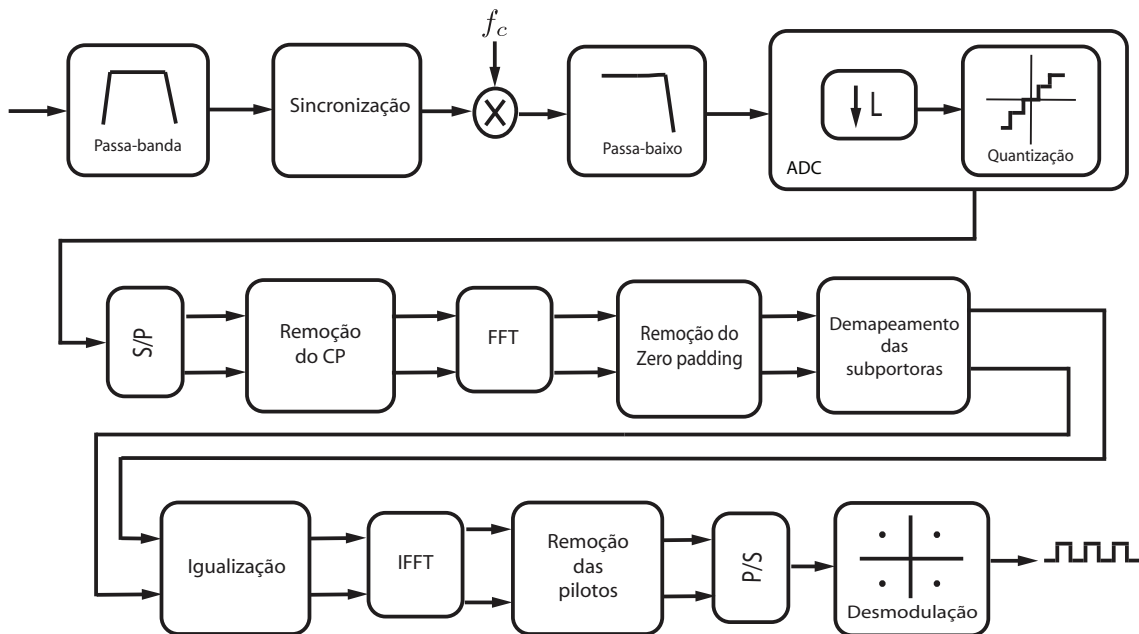 f_c
Passa-banda
Sincronização
Passa-baixo
L
Quantização
ADC
S/P
Remoção
do CP
FFT
Remoção do
Zero padding
Demapeamento
das
subportoras
Igualização
IFFT
Remoção
das
pilotos
P/S
Desmodulação